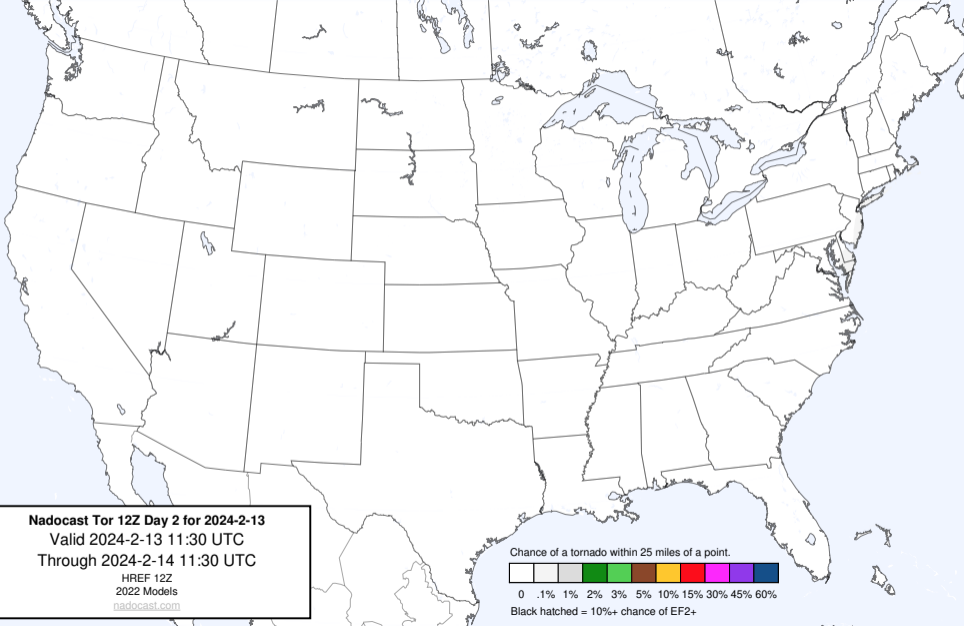 Nadocast Tor 12Z Day 2 for 2024-2-13
Valid 2024-2-13 11:30 UTC
Through 2024-2-14 11:30 UTC
HREF 12Z
2022 Models
nadocast.com
Chance of a tornado within 25 miles of a point.
0 .1% 1% 2% 3% 5% 10% 15% 30% 45% 60%
Black hatched = 10%+ chance of EF2+